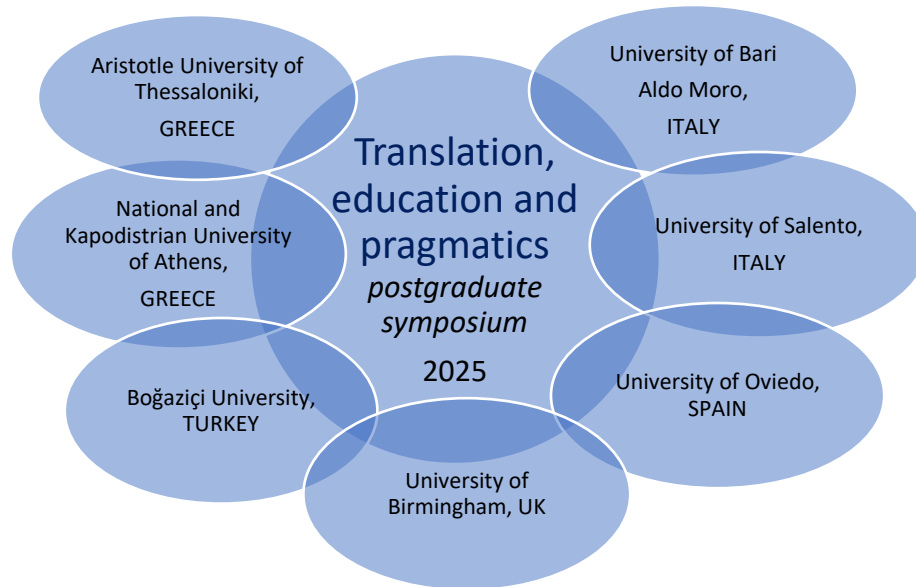 Aristotle University of
Thessaloniki,
GREECE
University of Bari
Aldo Moro,
ITALY
Translation,
education and
pragmatics
postgraduate
symposium
2025
National and
Kapodistrian University
of Athens,
GREECE
University of Salento,
ITALY
Boğaziçi University,
TURKEY
University of Oviedo,
SPAIN
University of
Birmingham, UK